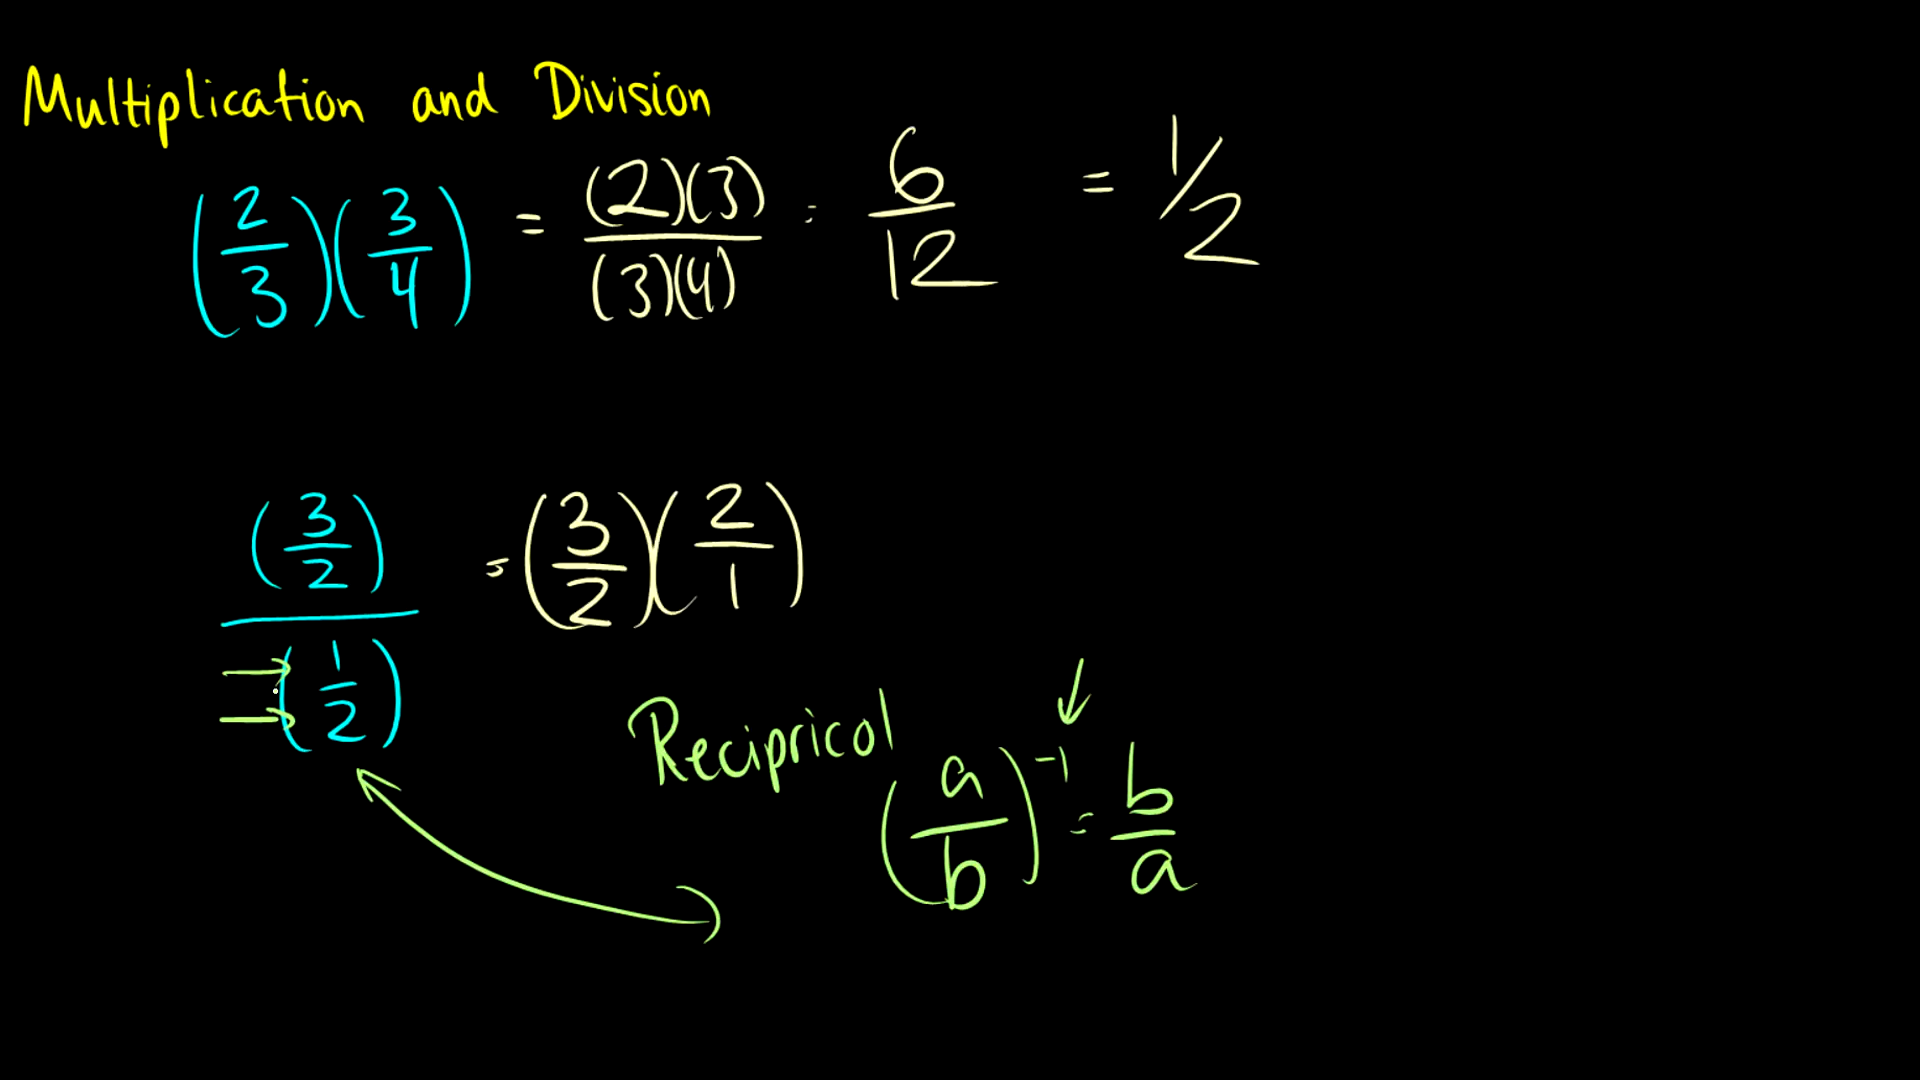 Multiplication and Division
(2/3)(3/4) = (2)(3)/(3)(4) = 6/12 = 1/2
(3/2)/(1/2) = (3/2)(2/1)
Recipricol
(a/b)^-1 = b/a